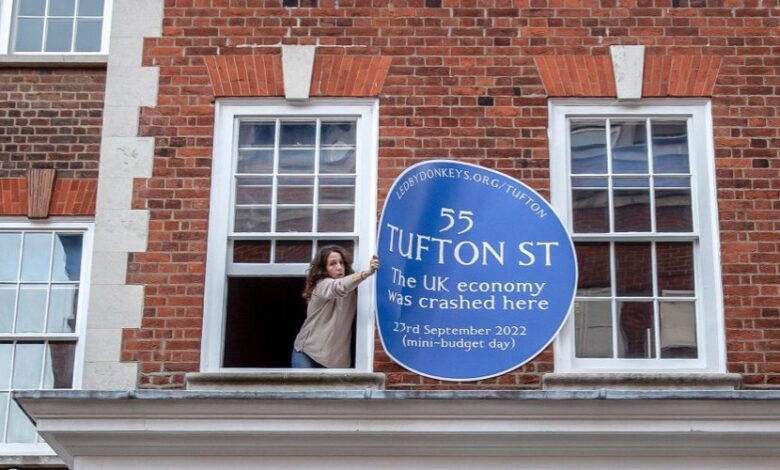 LEDBYDONKEYS.ORG/TUFTON
55
TUFTON ST
The UK economy
was crashed here
23rd September 2022
(mini-budget day)